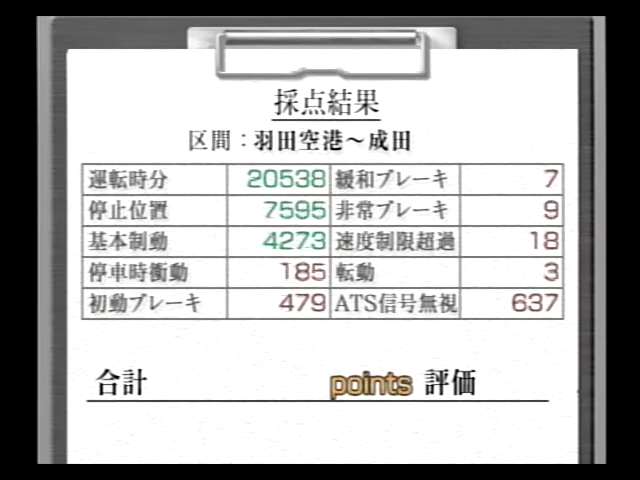 採点結果
区間：羽田空港～成田
運転時分 20538 緩和ブレーキ 7
停止位置 7595 非常ブレーキ 9
基本制動 4273 速度制限超過 18
停車時衝動 185 転動 3
初動ブレーキ 479 ATS信号無視 637
合計 points 評価